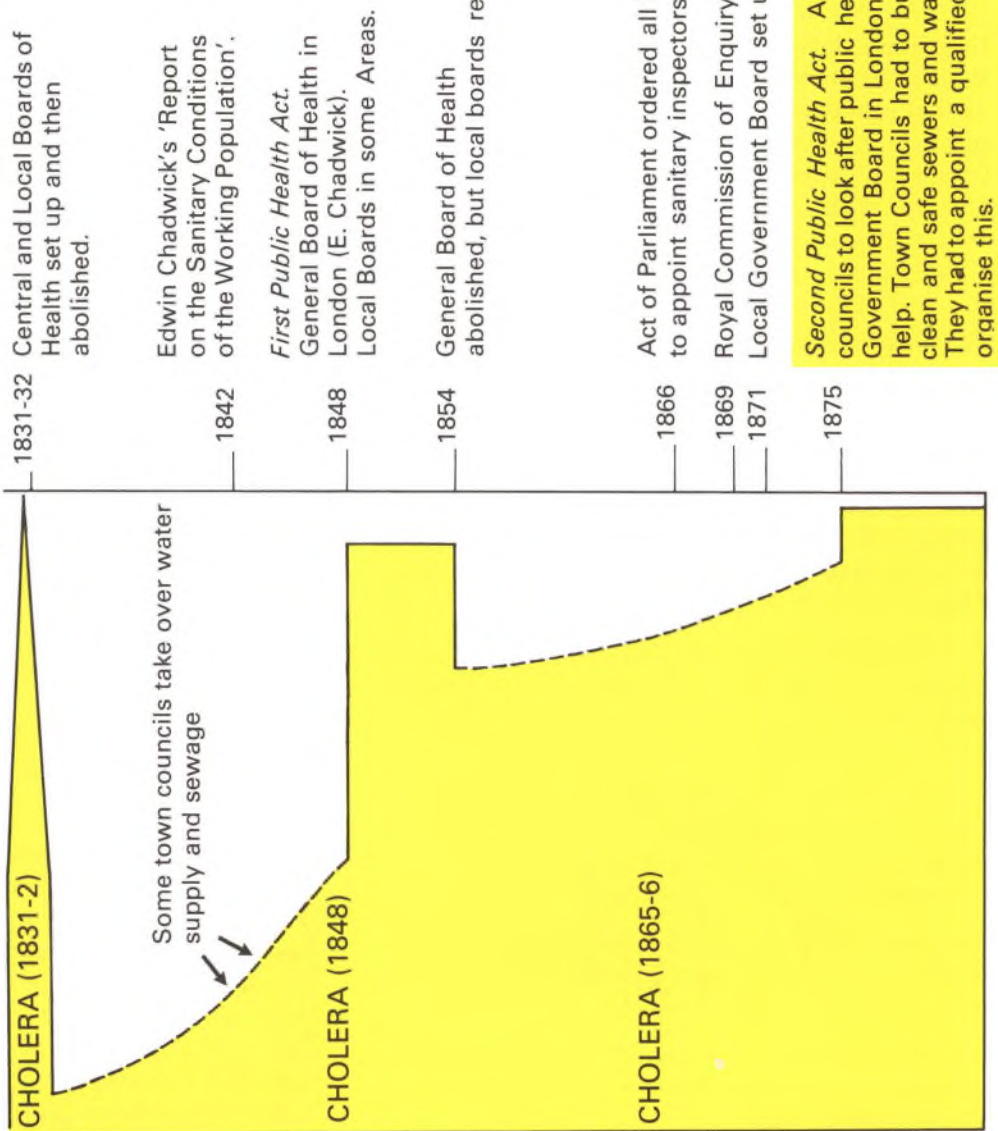 CHOLERA (1831-2)
Some town councils take over water
supply and sewage
CHOLERA (1848)
CHOLERA (1865-6)
1831-32
Central and Local Boards of
Health set up and then
abolished.
1842
Edwin Chadwick's 'Report
on the Sanitary Conditions
of the Working Population'.
1848
First Public Health Act.
General Board of Health in
London (E. Chadwick).
Local Boards in some Areas.
1854
General Board of Health
abolished, but local boards re
1866
Act of Parliament ordered all
to appoint sanitary inspectors
1869
Royal Commission of Enquiry
1871
Local Government Board set u
1875
Second Public Health Act. A
councils to look after public he
Government Board in London
help. Town Councils had to bu
clean and safe sewers and wa
They had to appoint a qualified
organise this.